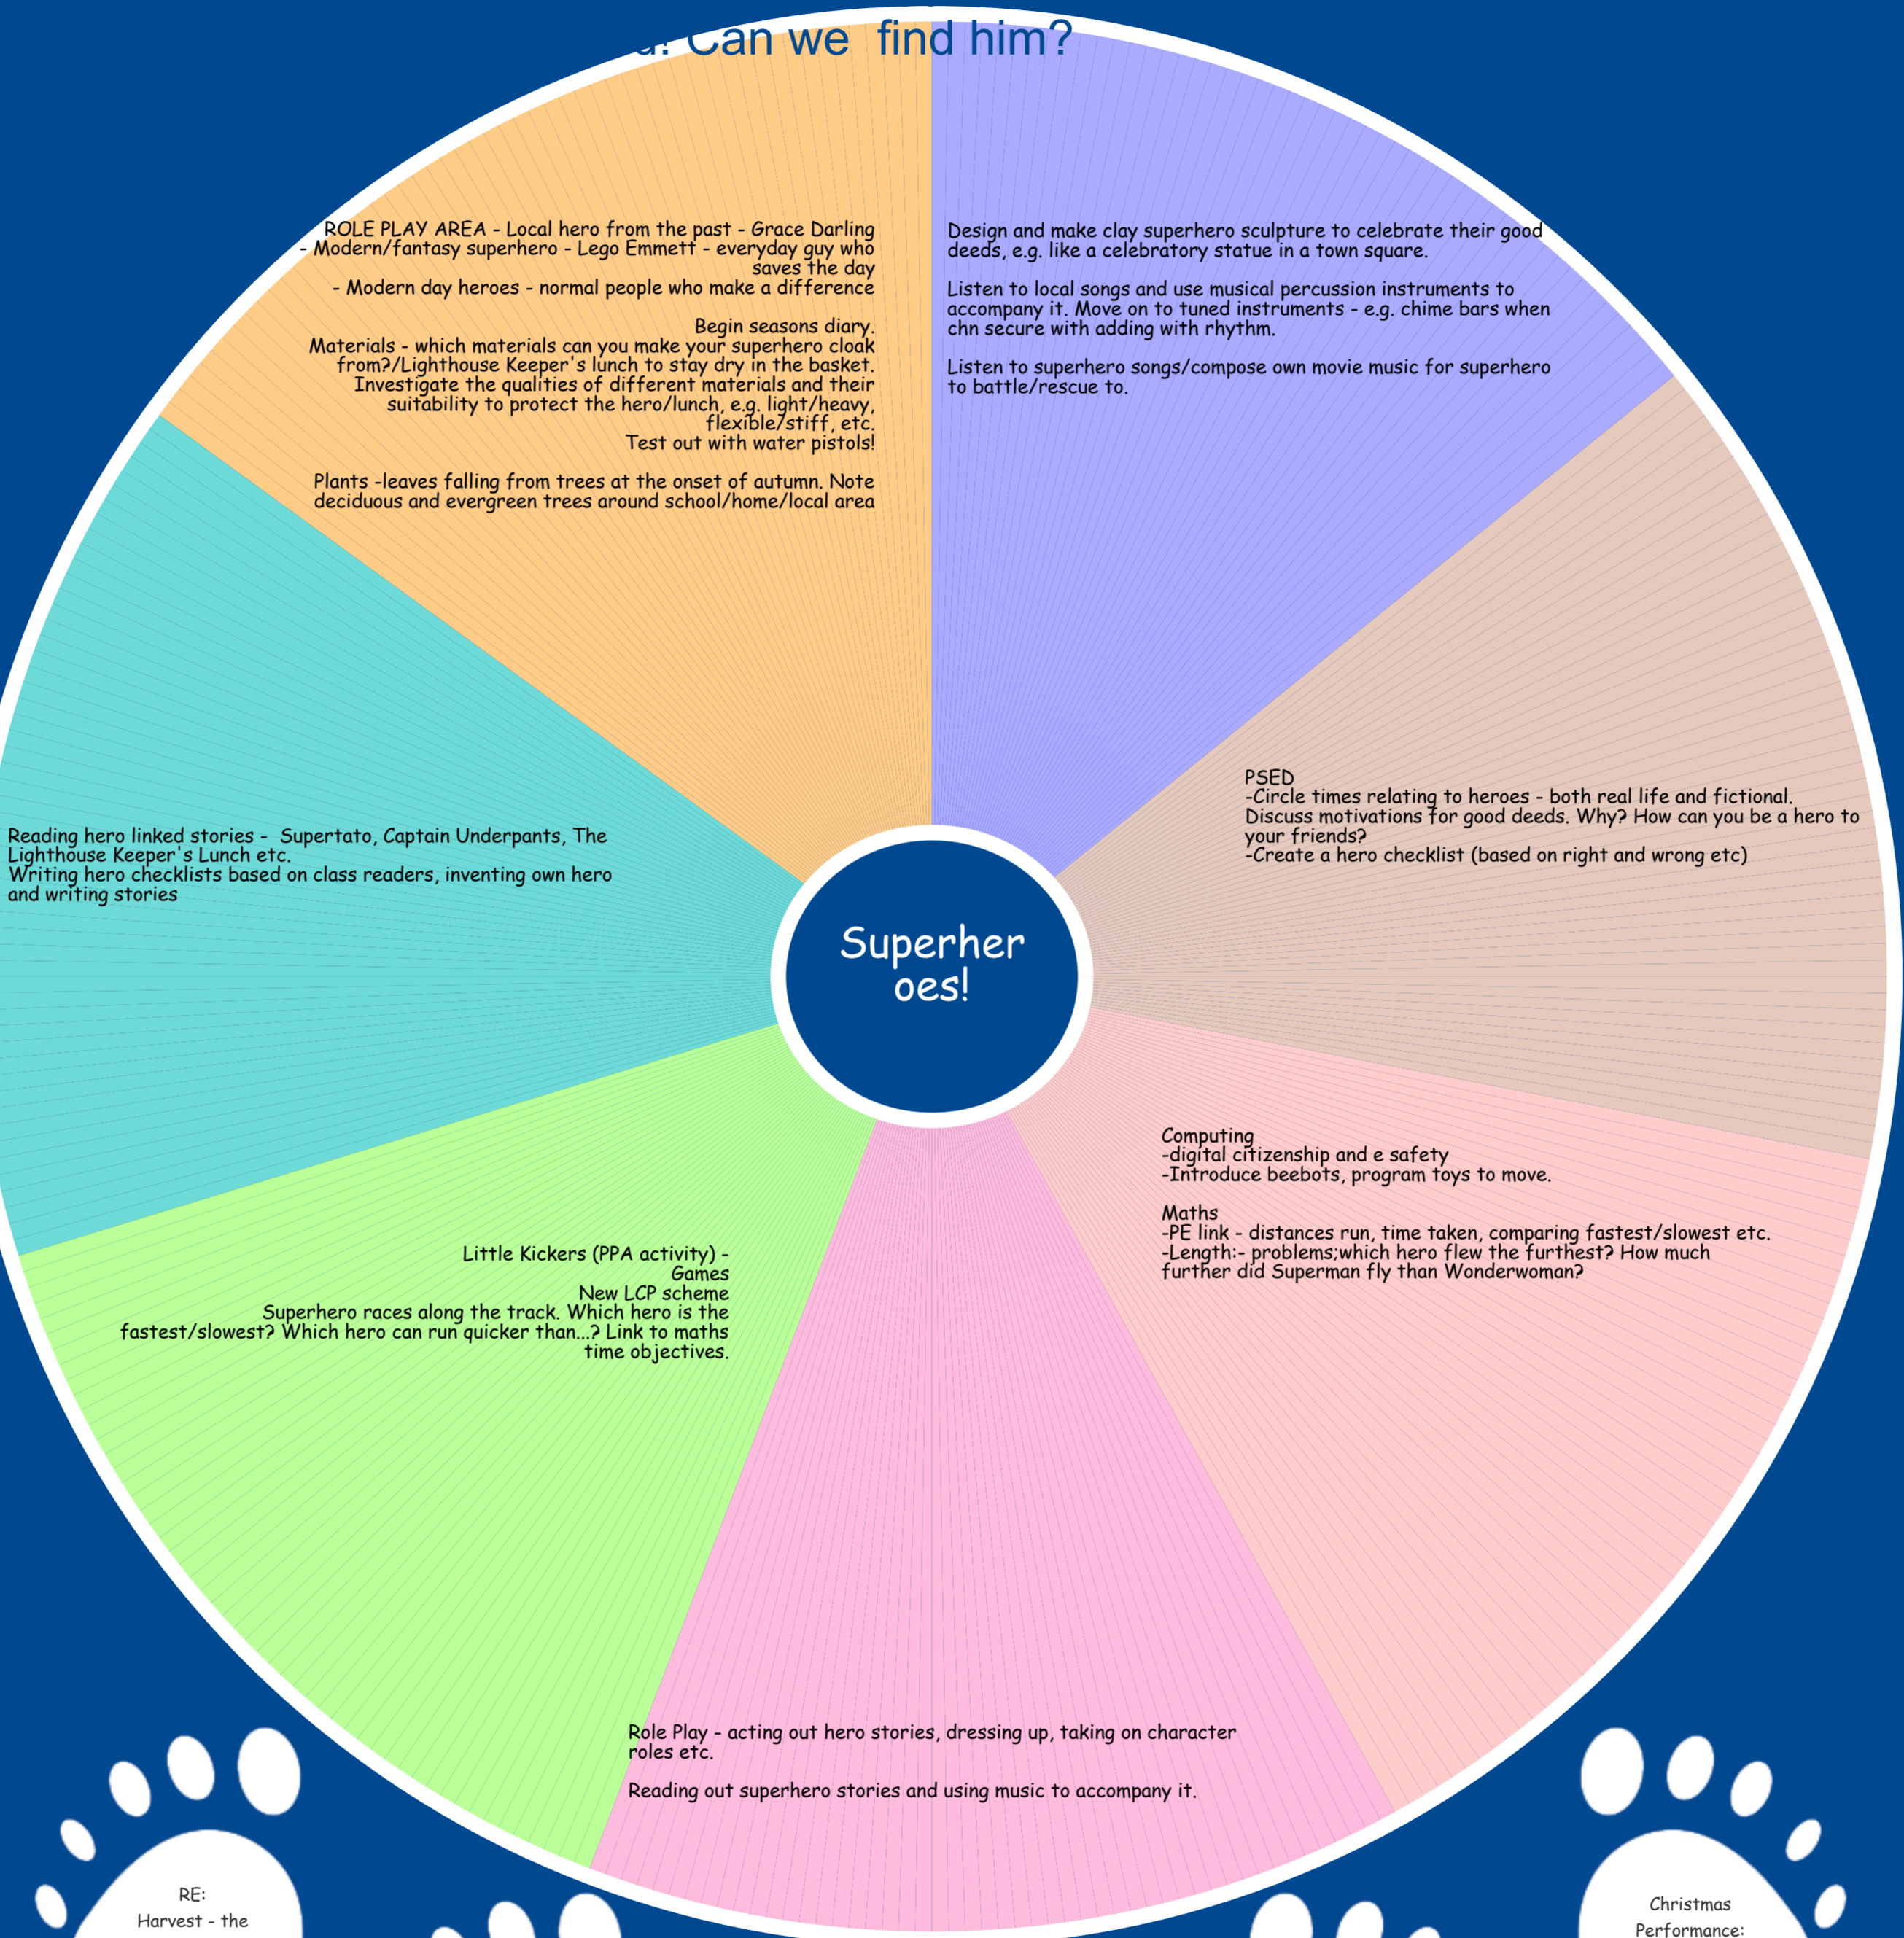 Can we find him?
ROLE PLAY AREA - Local hero from the past - Grace Darling
- Modern/fantasy superhero - Lego Emmett - everyday guy who
saves the day
- Modern day heroes - normal people who make a difference
Begin seasons diary.
Materials - which materials can you make your superhero cloak
from?/Lighthouse Keeper's lunch to stay dry in the basket.
Investigate the qualities of different materials and their
suitability to protect the hero/lunch, e.g. light/heavy,
flexible/stiff, etc.
Test out with water pistols!
Plants -leaves falling from trees at the onset of autumn. Note
deciduous and evergreen trees around school/home/local area
Design and make clay superhero sculpture to celebrate their good
deeds, e.g. like a celebratory statue in a town square.
Listen to local songs and use musical percussion instruments to
accompany it. Move on to tuned instruments - e.g. chime bars when
chn secure with adding with rhythm.
Listen to superhero songs/compose own movie music for superhero
to battle/rescue to.
PSED
-Circle times relating to heroes - both real life and fictional.
Discuss motivations for good deeds. Why? How can you be a hero to
your friends?
-Create a hero checklist (based on right and wrong etc)
Reading hero linked stories -  Supertato, Captain Underpants, The
Lighthouse Keeper's Lunch etc.
Writing hero checklists based on class readers, inventing own hero
and writing stories
Superher
oes!
Computing
-digital citizenship and e safety
-Introduce beebots, program toys to move.
Maths
-PE link - distances run, time taken, comparing fastest/slowest etc.
-Length:- problems;which hero flew the furthest? How much
further did Superman fly than Wonderwoman?
Little Kickers (PPA activity) -
Games
New LCP scheme
Superhero races along the track. Which hero is the
fastest/slowest? Which hero can run quicker than...? Link to maths
time objectives.
Role Play - acting out hero stories, dressing up, taking on character
roles etc.
Reading out superhero stories and using music to accompany it.
RE:
Harvest - the
Christmas
Performance: